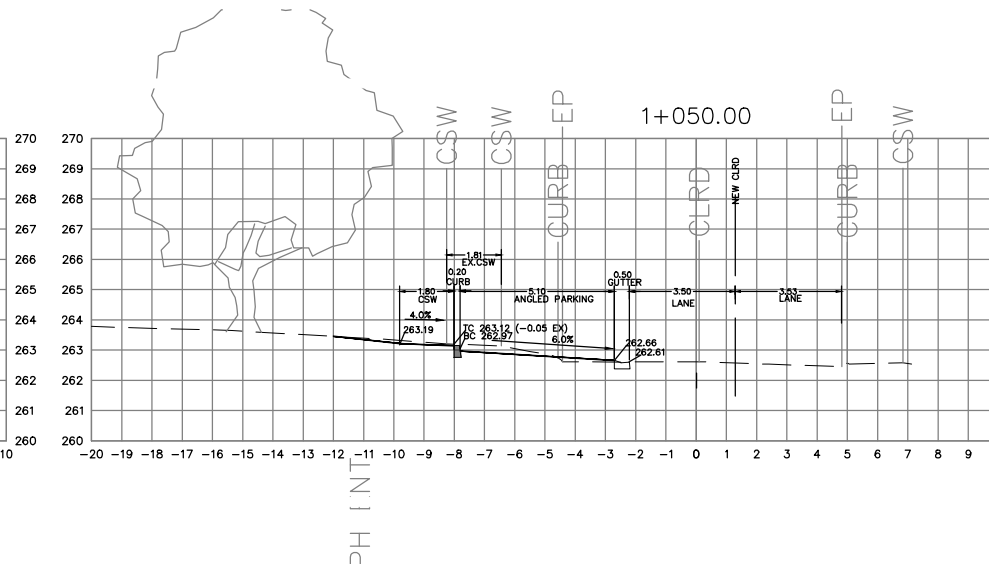 1+050.00
CSW
CSW
EP
CURB
CLRD
NEW CLRD
EP
CURB
CSW
270 270
269 269
268 268
267 267
266 266
265 265
264 264
263 263
262 262
261 261
260 260
1.81
EX.CSW
0.20
CURB
0.50
GUTTER
1.80
CSW
5.10
ANGLED PARKING
3.50
LANE
3.53
LANE
4.0%
263.19
TC 263.12 (-0.05 EX)
BC 262.97
6.0%
262.66
262.61
10 -20 -19 -18 -17 -16 -15 -14 -13 -12 -11 -10 -9 -8 -7 -6 -5 -4 -3 -2 -1 0 1 2 3 4 5 6 7 8 9
PH ENT